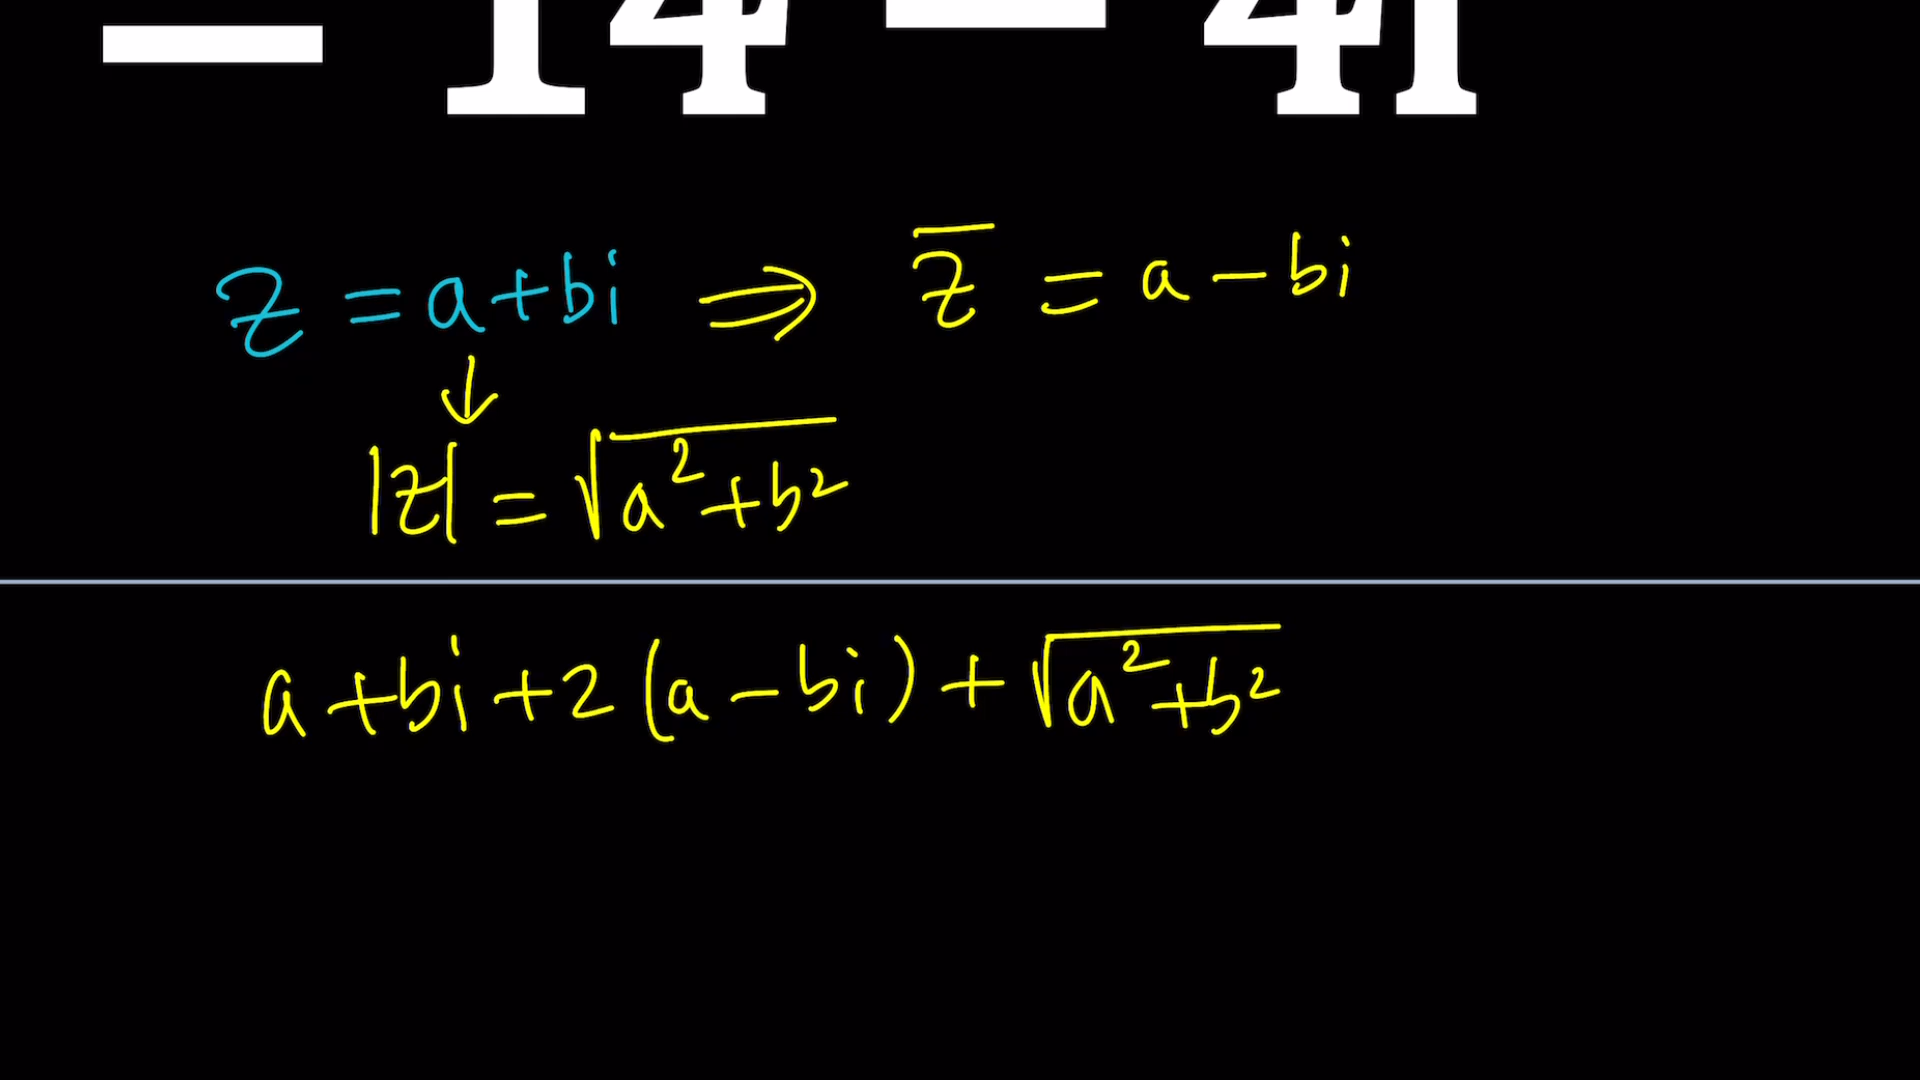 = 14 − 4i
z = a+bi ⇒ z̅ = a − bi
↓
|z| = √(a²+b²)
a +bi +2 (a − bi) + √(a²+b²)